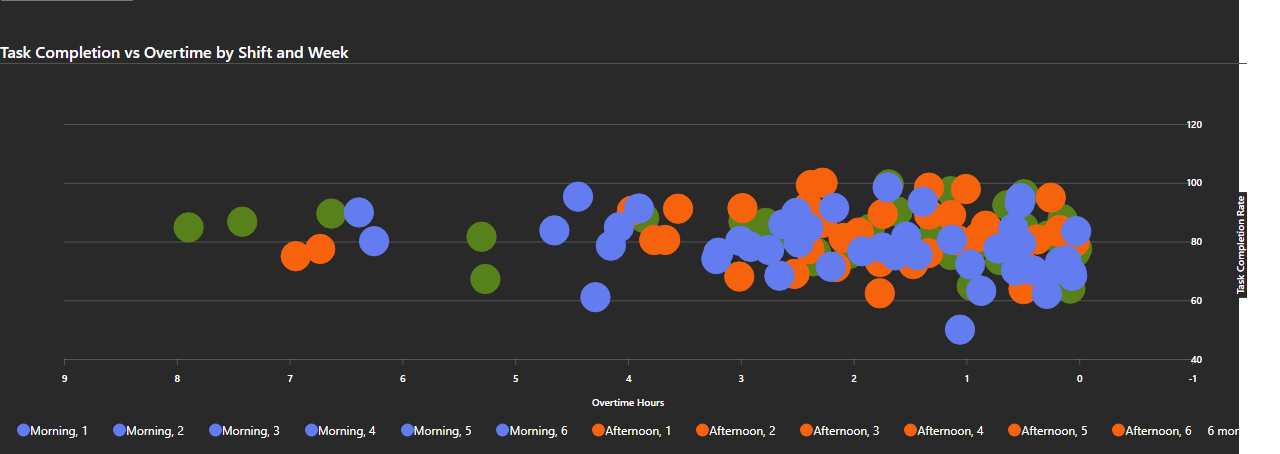 Task Completion vs Overtime by Shift and Week
120
100
80
60
40
Task Completion Rate
9 8 7 6 5 4 3 2 1 0 -1
Overtime Hours
Morning, 1 Morning, 2 Morning, 3 Morning, 4 Morning, 5 Morning, 6 Afternoon, 1 Afternoon, 2 Afternoon, 3 Afternoon, 4 Afternoon, 5 Afternoon, 6 6 mor